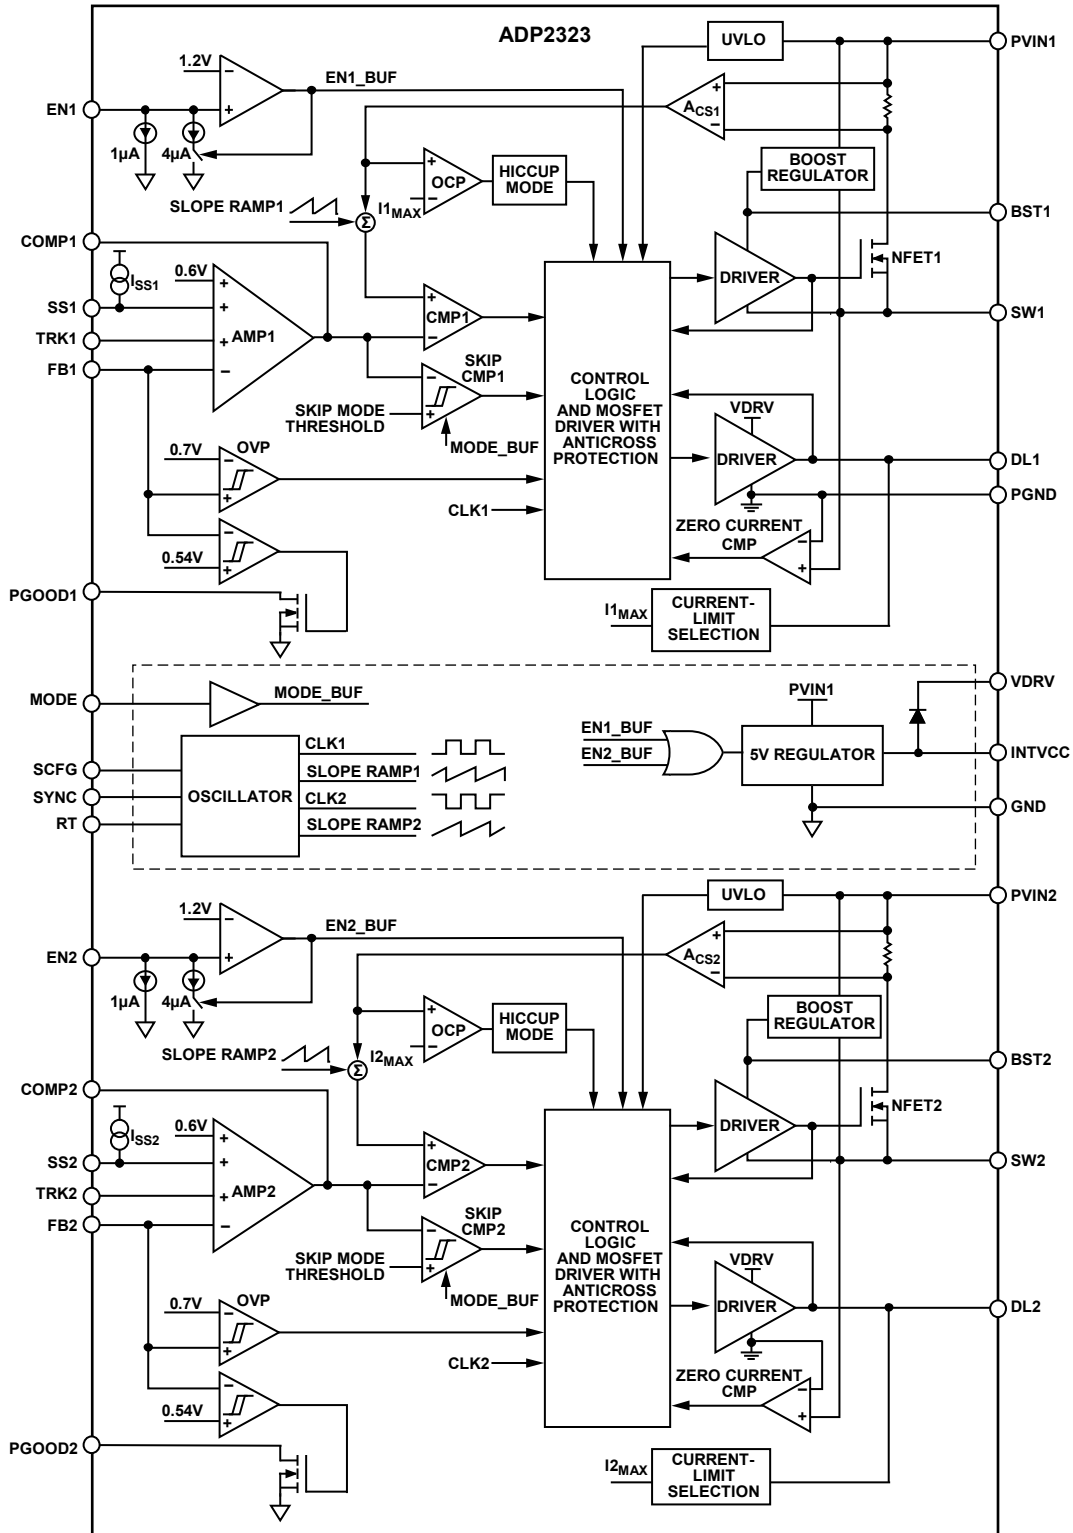 ADP2323
UVLO
PVIN1
1.2V
EN1_BUF
EN1
1µA
4µA
ACS1
BOOST
REGULATOR
HICCUP
MODE
OCP
SLOPE RAMP1
I1MAX
Σ
BST1
COMP1
ISS1
0.6V
DRIVER
NFET1
SS1
SW1
CMP1
AMP1
TRK1
FB1
SKIP
CMP1
SKIP MODE
THRESHOLD
MODE_BUF
CONTROL
LOGIC
AND MOSFET
DRIVER WITH
ANTICROSS
PROTECTION
VDRV
DRIVER
0.7V
OVP
DL1
PGND
CLK1
ZERO CURRENT
CMP
0.54V
PGOOD1
I1MAX
CURRENT-
LIMIT
SELECTION
MODE
MODE_BUF
PVIN1
VDRV
EN1_BUF
EN2_BUF
5V REGULATOR
INTVCC
SCFG
SYNC
RT
OSCILLATOR
CLK1
SLOPE RAMP1
CLK2
SLOPE RAMP2
GND
UVLO
PVIN2
1.2V
EN2_BUF
EN2
1µA
4µA
ACS2
BOOST
REGULATOR
HICCUP
MODE
OCP
SLOPE RAMP2
I2MAX
Σ
BST2
COMP2
ISS2
0.6V
DRIVER
NFET2
SS2
SW2
CMP2
AMP2
TRK2
FB2
SKIP
CMP2
SKIP MODE
THRESHOLD
MODE_BUF
CONTROL
LOGIC
AND MOSFET
DRIVER WITH
ANTICROSS
PROTECTION
VDRV
DRIVER
0.7V
OVP
DL2
CLK2
ZERO CURRENT
CMP
0.54V
PGOOD2
I2MAX
CURRENT-
LIMIT
SELECTION